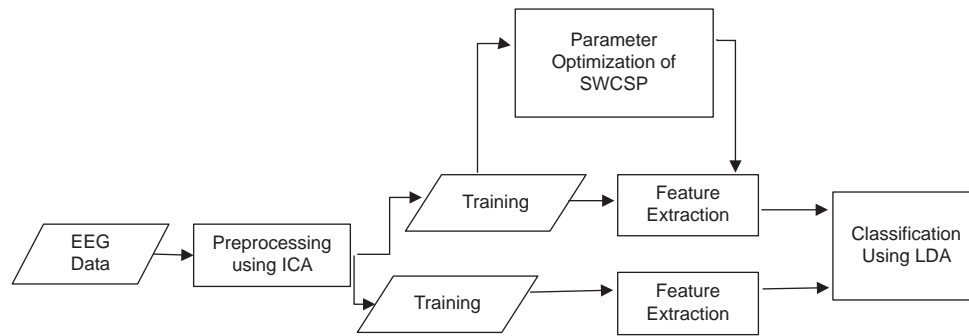 Parameter
Optimization of
SWCSP
Training
Feature
Extraction
EEG
Data
Preprocessing
using ICA
Classification
Using LDA
Training
Feature
Extraction